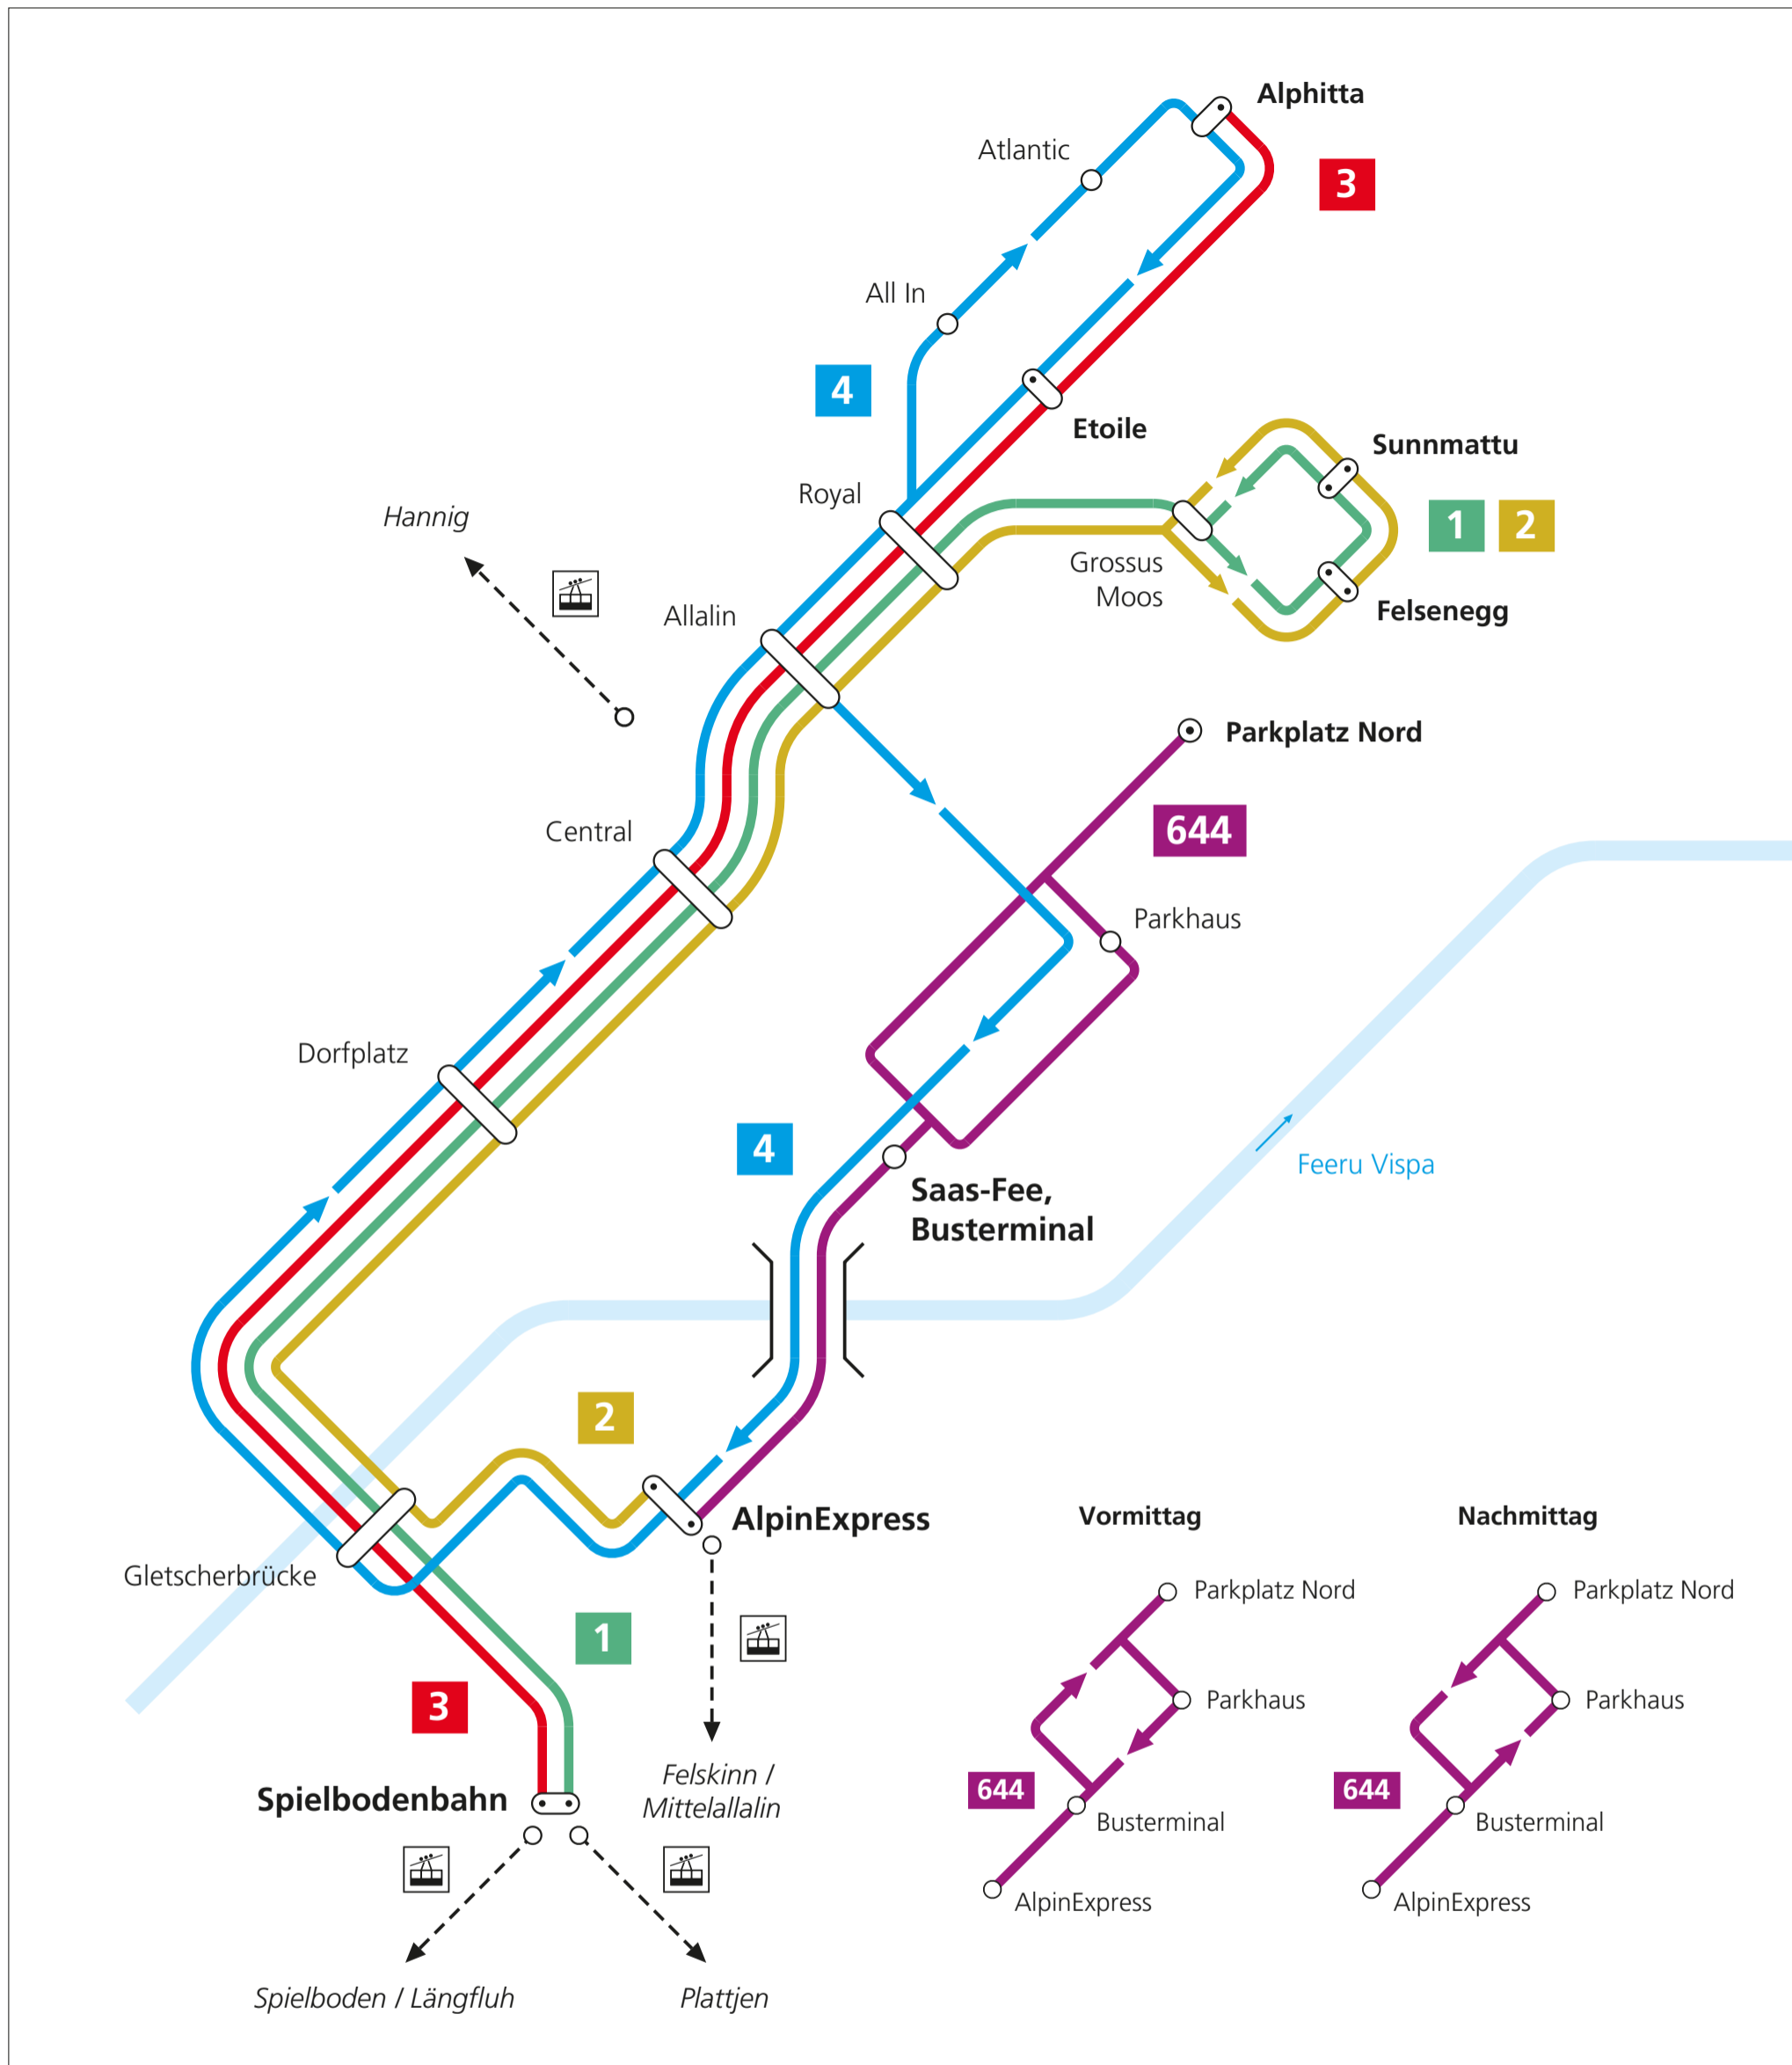 Alphitta
Atlantic
3
All In
4
Etoile
Sunnmattu
Royal
Hannig
1 2
Grossus
Moos
Felsenegg
Allalin
Parkplatz Nord
644
Central
Parkhaus
Dorfplatz
4
Feeru Vispa
Saas-Fee,
Busterminal
2
AlpinExpress
Gletscherbrücke
1
3
Felskinn /
Mittelallalin
Spielbodenbahn
Spielboden / Längfluh
Plattjen
Vormittag
Parkplatz Nord
Parkhaus
644
Busterminal
AlpinExpress
Nachmittag
Parkplatz Nord
Parkhaus
644
Busterminal
AlpinExpress